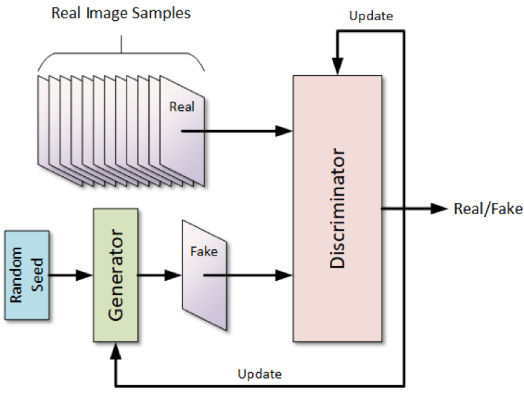 Real Image Samples
Update
Real
Discriminator
Real/Fake
Random
Seed
Generator
Fake
Update